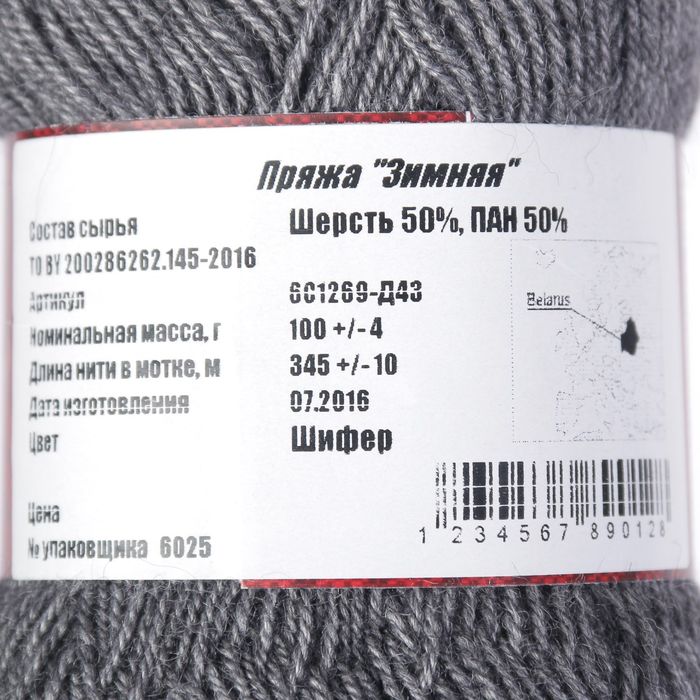 Пряжа "Зимняя"
Состав сырья Шерсть 50%, ПАН 50%
ТО BY 200286262.145-2016
Артикул 6С1269-Д43
Номинальная масса, г 100 +/-4
Длина нити в мотке, м 345 +/-10
Дата изготовления 07.2016
Цвет Шифер
Belarus
Цена
№ упаковщика 6025
1 234567 890128